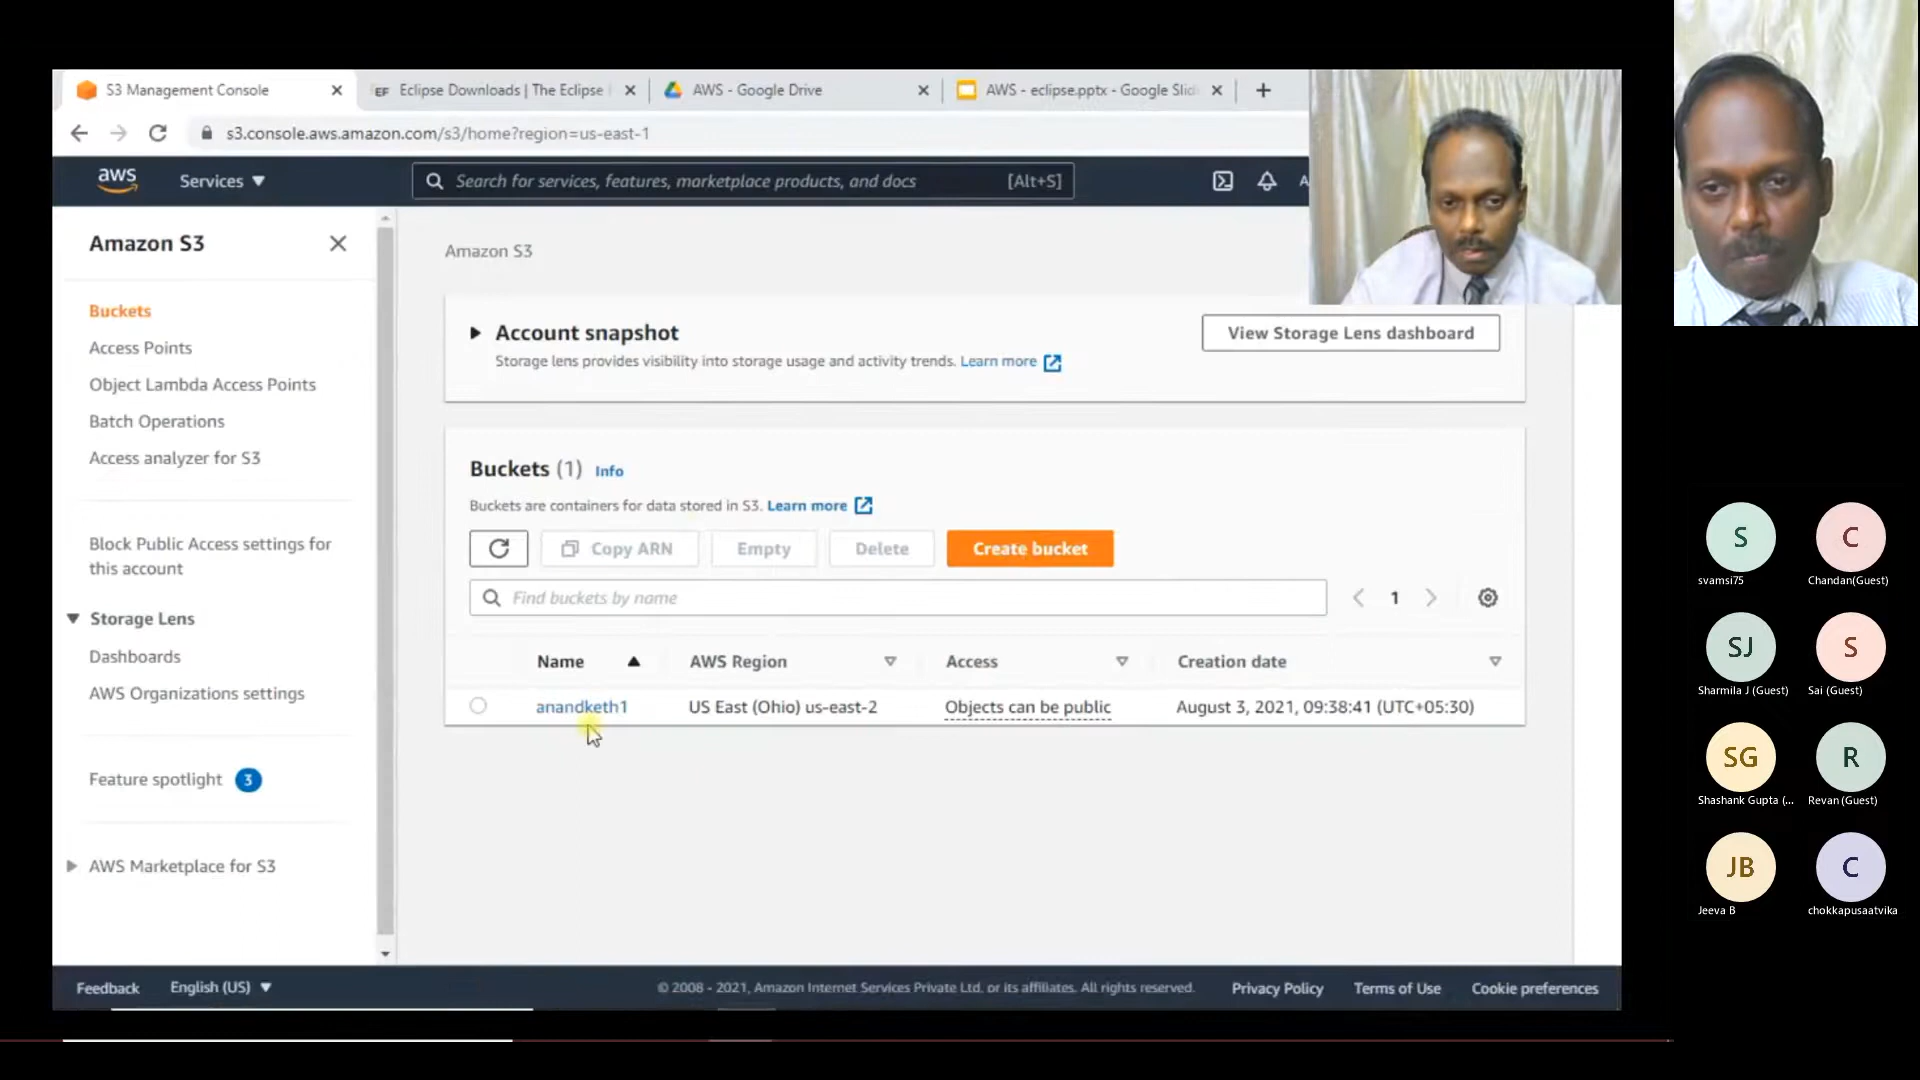 S3 Management Console
EF Eclipse Downloads | The Eclipse
AWS - Google Drive
AWS - eclipse.pptx - Google Slid
s3.console.aws.amazon.com/s3/home?region=us-east-1
aws
Services
Search for services, features, marketplace products, and docs
[Alt+S]
A
Amazon S3
Buckets
Access Points
Object Lambda Access Points
Batch Operations
Access analyzer for S3
Block Public Access settings for
this account
Storage Lens
Dashboards
AWS Organizations settings
Feature spotlight 3
AWS Marketplace for S3
Amazon S3
Account snapshot
Storage lens provides visibility into storage usage and activity trends. Learn more
View Storage Lens dashboard
Buckets (1) Info
Buckets are containers for data stored in S3. Learn more
Copy ARN
Empty
Delete
Create bucket
Find buckets by name
1
Name
AWS Region
Access
Creation date
anandketh1
US East (Ohio) us-east-2
Objects can be public
August 3, 2021, 09:38:41 (UTC+05:30)
Feedback
English (US)
© 2008 - 2021, Amazon Internet Services Private Ltd. or its affiliates. All rights reserved.
Privacy Policy
Terms of Use
Cookie preferences
S
svamsi75
C
Chandan(Guest)
SJ
Sharmila J (Guest)
S
Sai (Guest)
SG
Shashank Gupta (...
R
Revan (Guest)
JB
Jeeva B
C
chokkapusaatvika